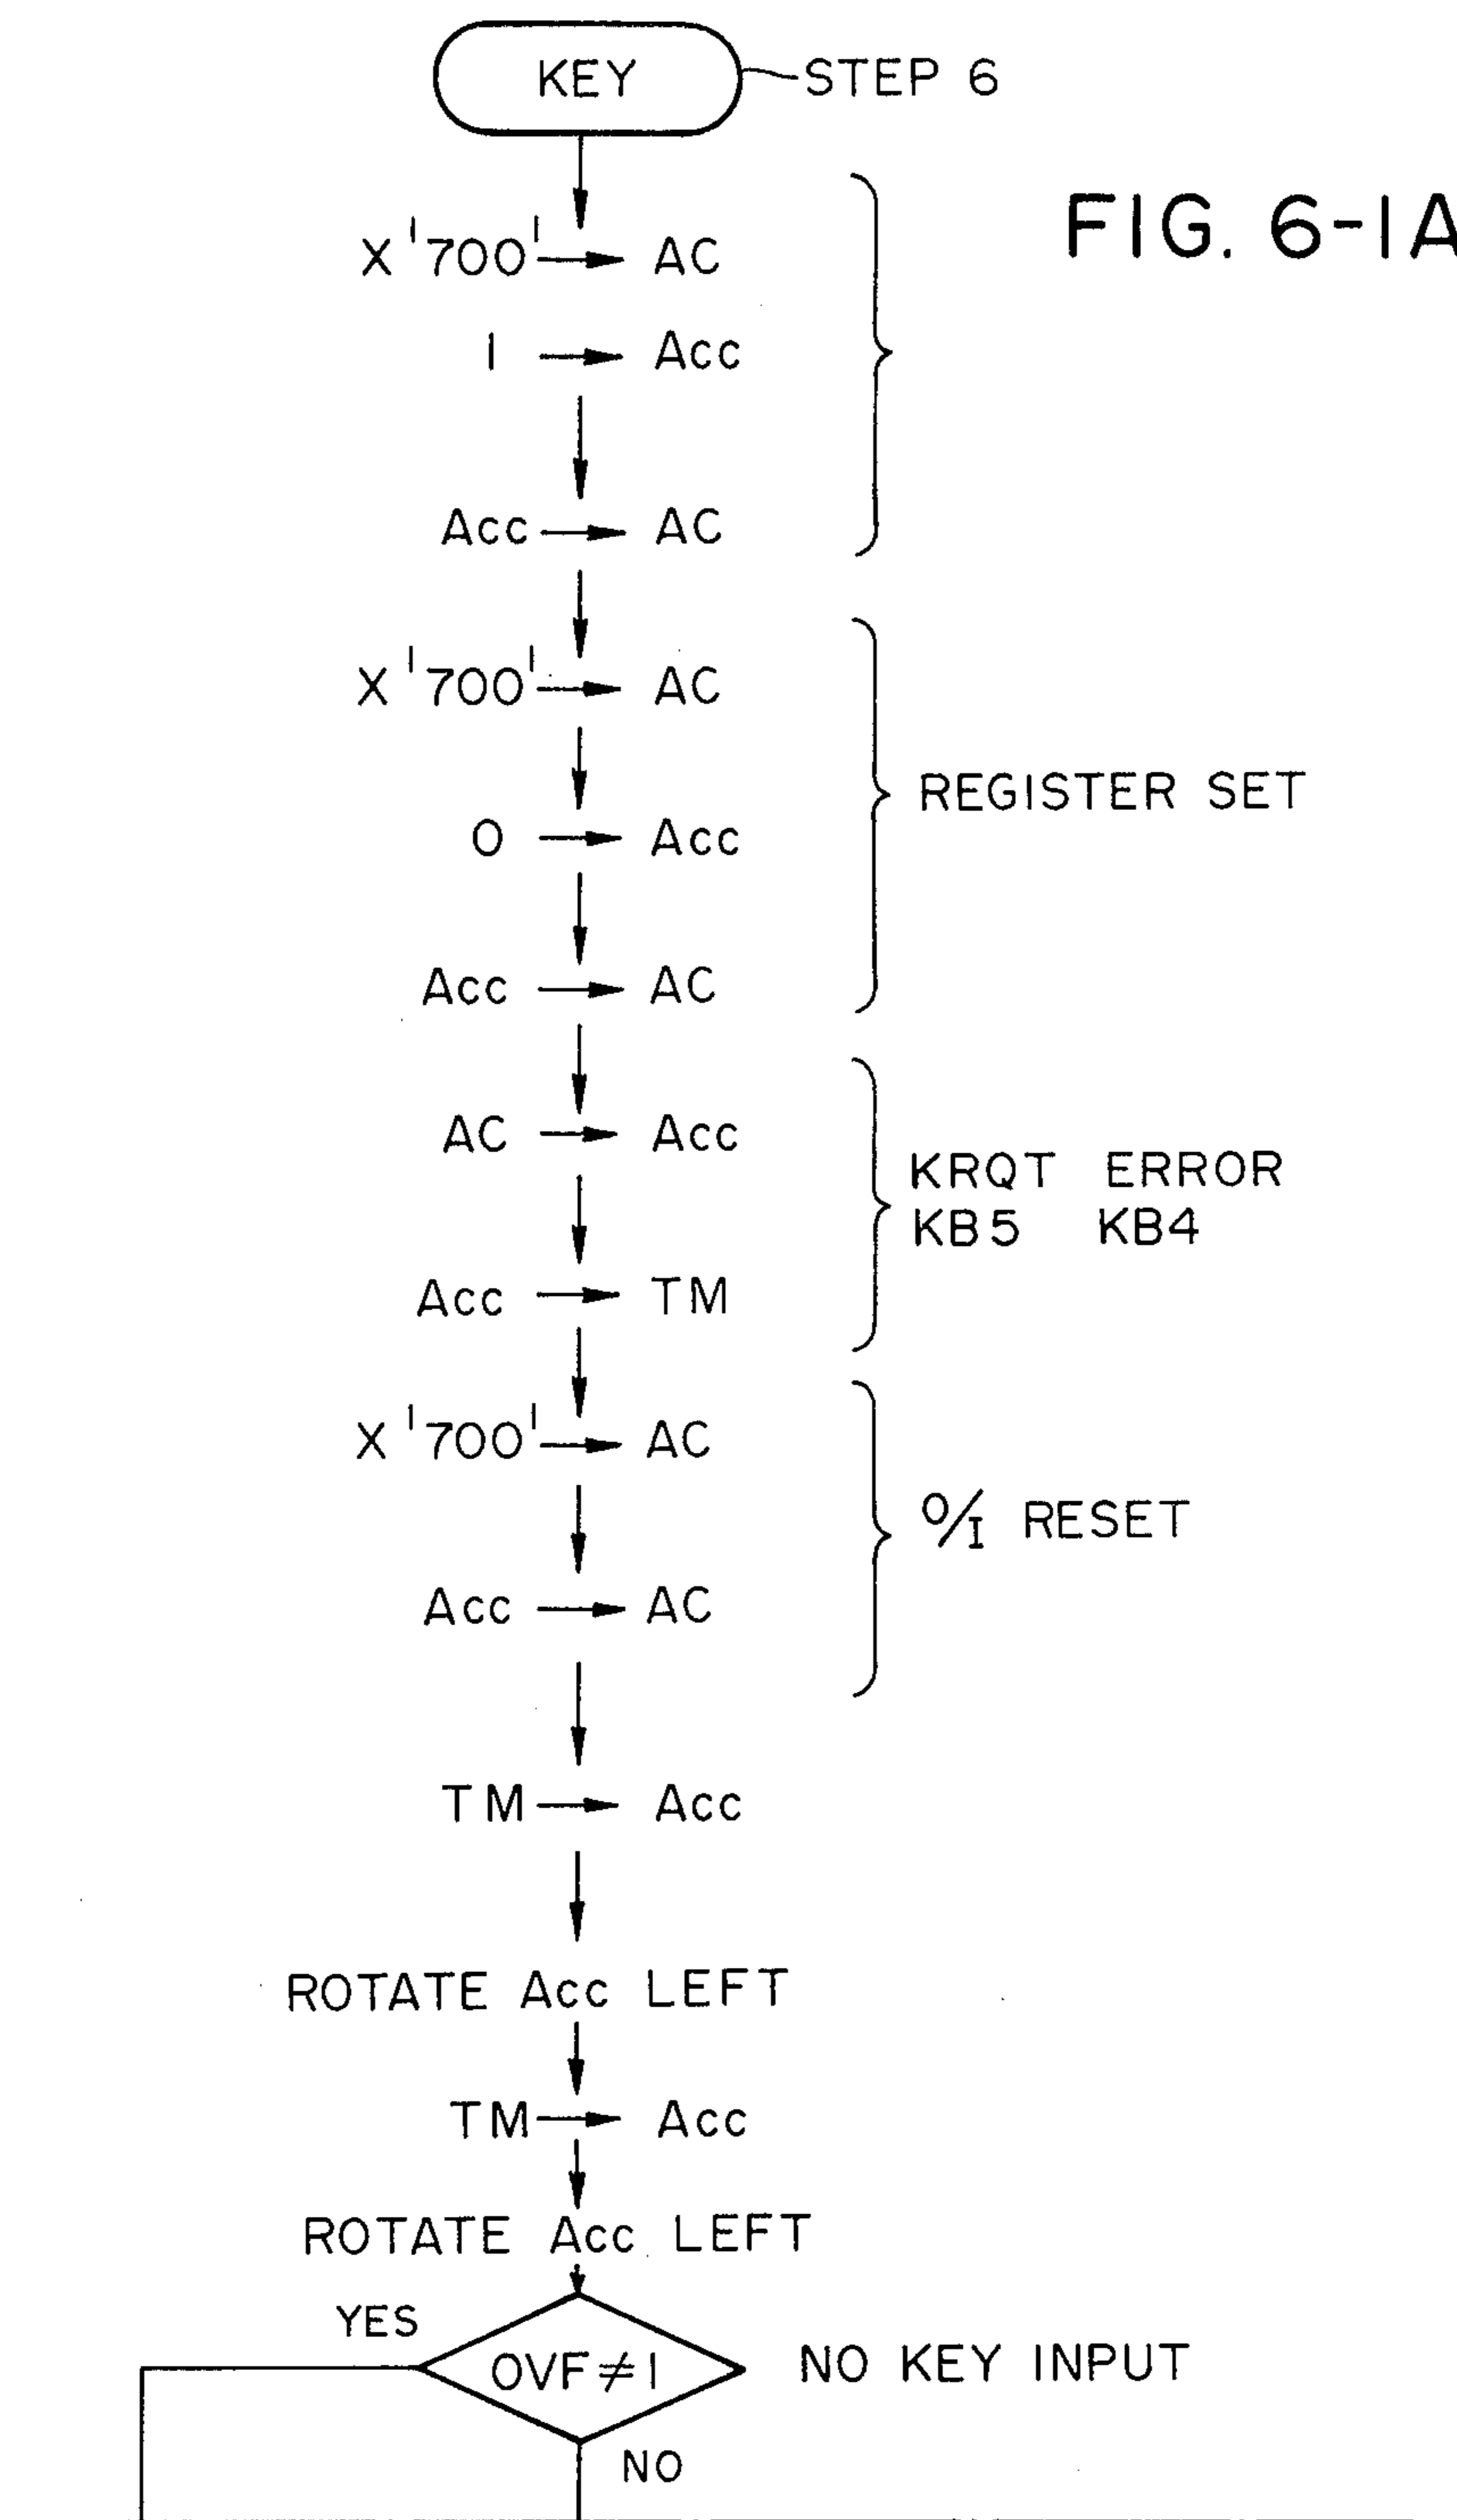 KEY STEP 6
FIG. 6-1A
X'700' → AC
1 → Acc
Acc → AC
X'700' → AC
0 → Acc
REGISTER SET
Acc → AC
AC → Acc
KRQT ERROR
KB5 KB4
Acc → TM
X'700' → AC
O/I RESET
Acc → AC
TM → Acc
ROTATE Acc LEFT
TM → Acc
ROTATE Acc LEFT
YES
OVF≠1 NO KEY INPUT
NO